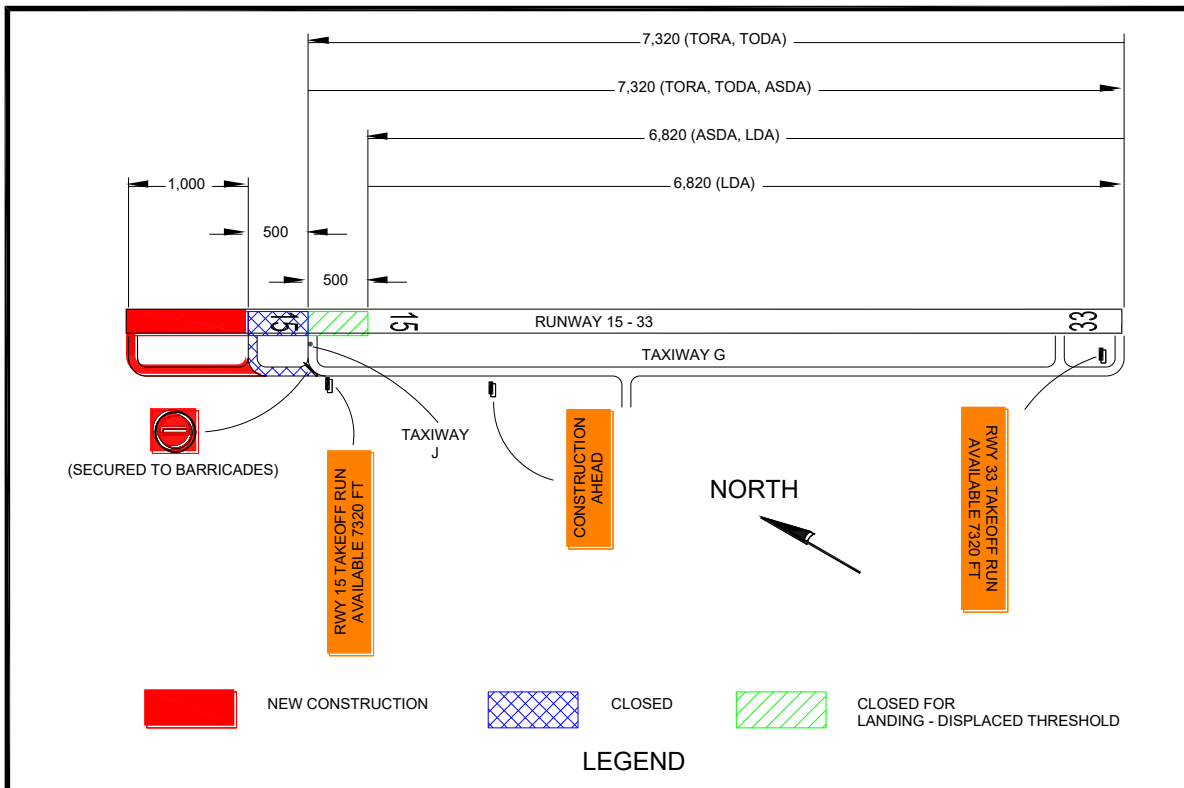 7,320 (TORA, TODA)
7,320 (TORA, TODA, ASDA)
6,820 (ASDA, LDA)
1,000
6,820 (LDA)
500
500
15
15
RUNWAY 15 - 33
33
TAXIWAY G
TAXIWAY
J
(SECURED TO BARRICADES)
RWY 15 TAKEOFF RUN
AVAILABLE 7320 FT
CONSTRUCTION
AHEAD
NORTH
RWY 33 TAKEOFF RUN
AVAILABLE 7320 FT
NEW CONSTRUCTION
CLOSED
CLOSED FOR
LANDING - DISPLACED THRESHOLD
LEGEND